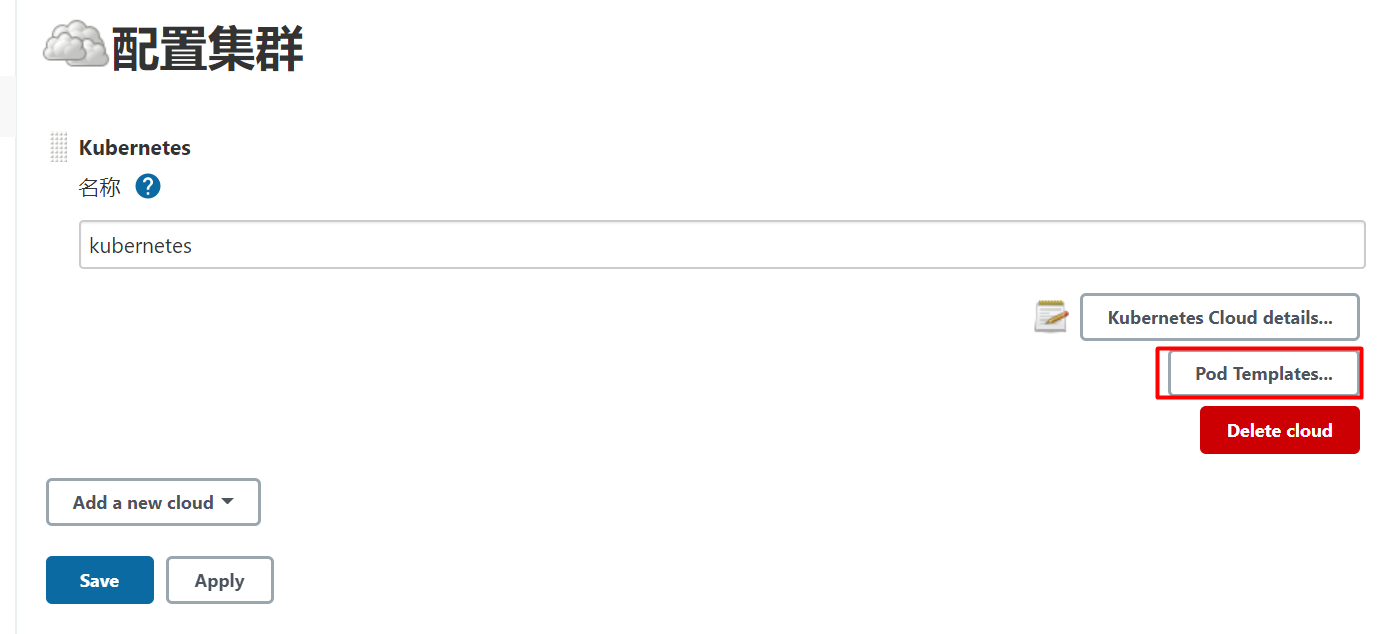 配置集群
Kubernetes
名称 ?
kubernetes
Kubernetes Cloud details...
Pod Templates...
Delete cloud
Add a new cloud
Save Apply